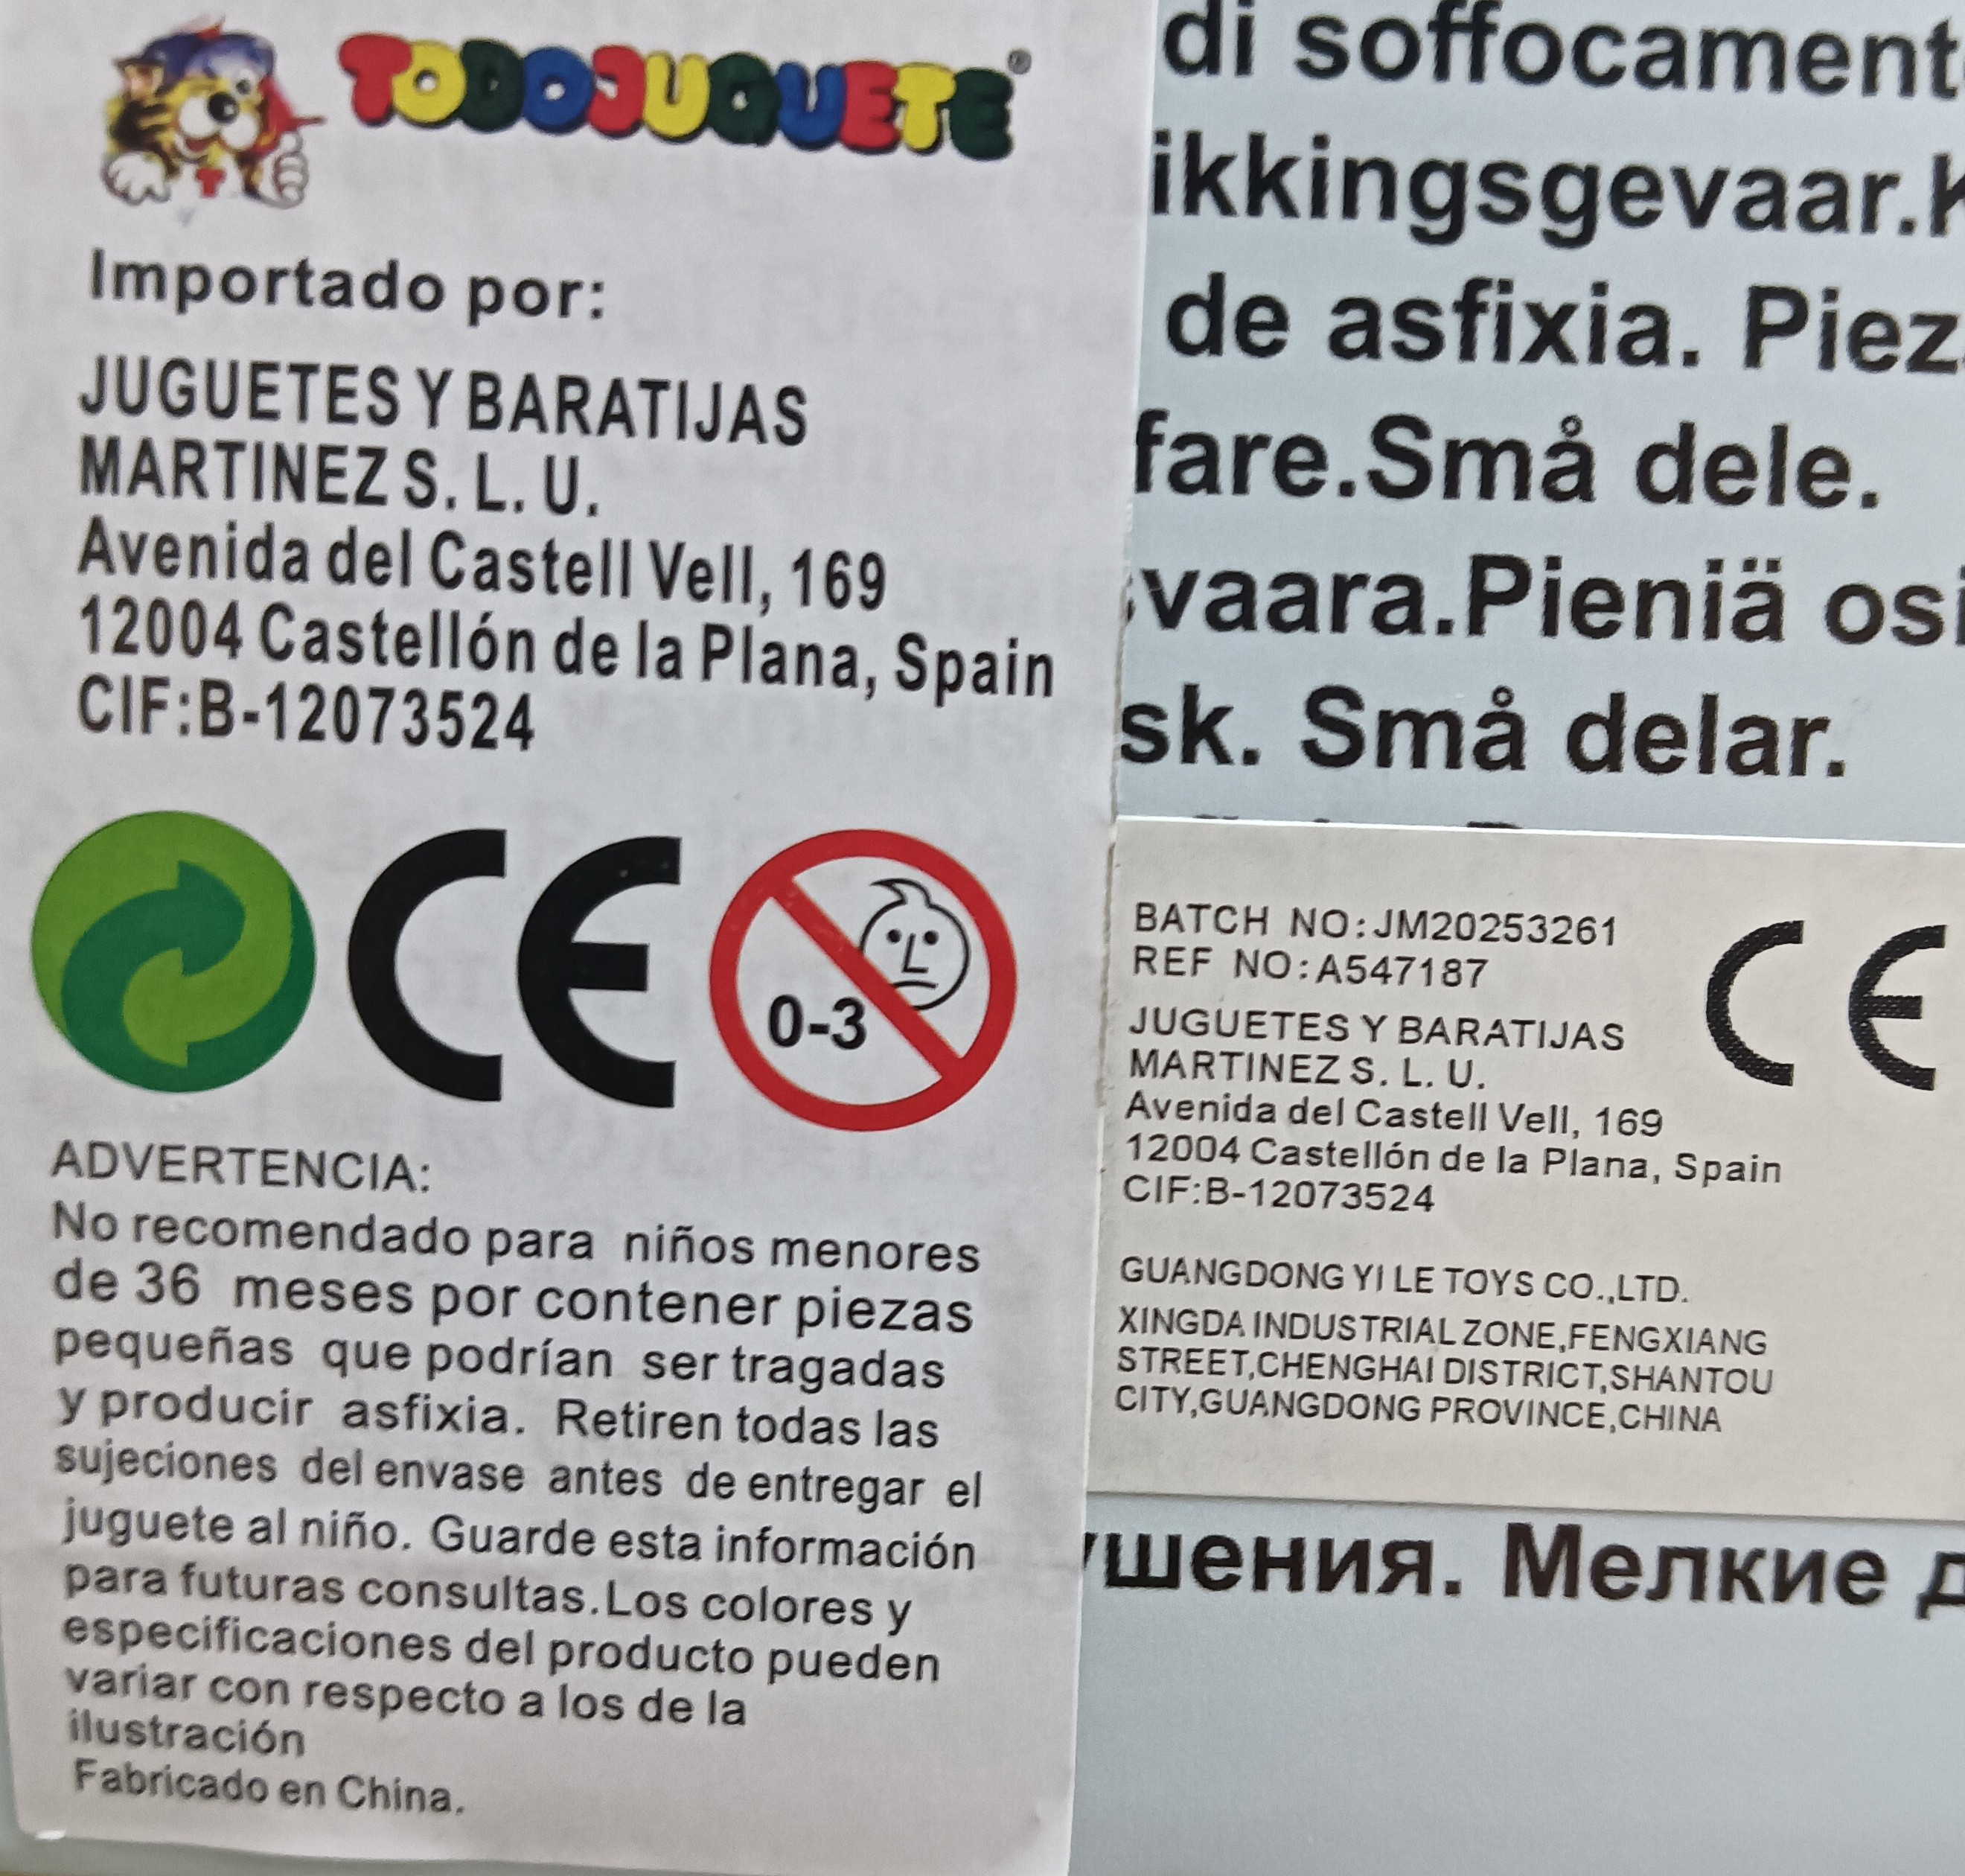 TODOJUGUETE®
Importado por:
JUGUETES Y BARATIJAS
MARTINEZ S. L. U.
Avenida del Castell Vell, 169
12004 Castellón de la Plana, Spain
CIF:B-12073524
CE
0-3
ADVERTENCIA:
No recomendado para niños menores
de 36 meses por contener piezas
pequeñas que podrían ser tragadas
y producir asfixia. Retiren todas las
sujeciones del envase antes de entregar el
juguete al niño. Guarde esta información
para futuras consultas.Los colores y
especificaciones del producto pueden
variar con respecto a los de la
ilustración
Fabricado en China.
di soffocament
ikkingsgevaar.K
de asfixia. Piez
fare.Små dele.
vaara.Pieniä osi
sk. Små delar.
BATCH NO:JM20253261
REF NO:A547187
CE
JUGUETES Y BARATIJAS
MARTINEZ S. L. U.
Avenida del Castell Vell, 169
12004 Castellón de la Plana, Spain
CIF:B-12073524
GUANGDONG YI LE TOYS CO.,LTD.
XINGDA INDUSTRIAL ZONE,FENGXIANG
STREET,CHENGHAI DISTRICT,SHANTOU
CITY,GUANGDONG PROVINCE,CHINA
ушения. Мелкие д